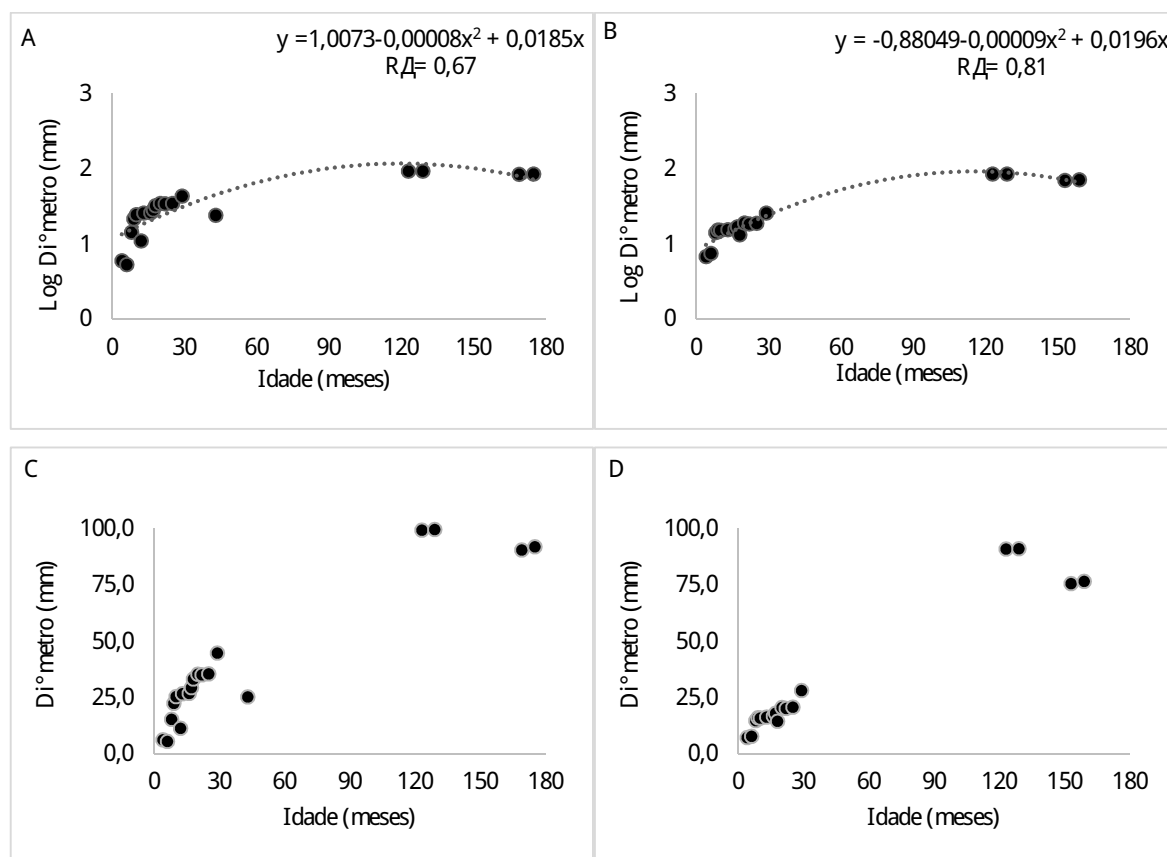 A
y =1,0073-0,00008x² + 0,0185x
RД= 0,67
Log Di°metro (mm)
3
2
1
0
0 30 60 90 120 150 180
Idade (meses)
B
y = -0,88049-0,00009x² + 0,0196x
RД= 0,81
Log Di°metro (mm)
3
2
1
0
0 30 60 90 120 150 180
Idade (meses)
C
Di°metro (mm)
100,0
75,0
50,0
25,0
0,0
0 30 60 90 120 150 180
Idade (meses)
D
Di°metro (mm)
100,0
75,0
50,0
25,0
0,0
0 30 60 90 120 150 180
Idade (meses)